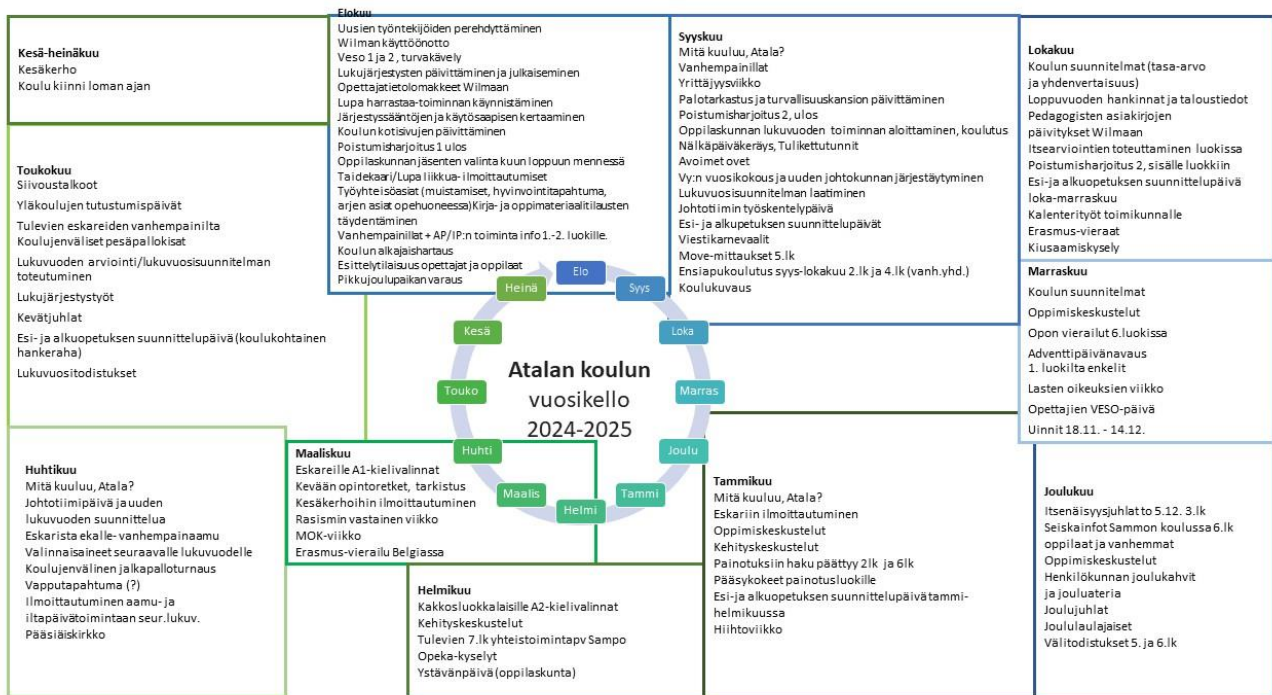 Elokuu
Uusien työntekijöiden perehdyttäminen
Wilman käyttöönotto
Veso 1 ja 2, turvakävely
Lukujärjestysten päivittäminen ja julkaiseminen
Opettajatietolomakkeet Wilmaan
Lupa harrastaa-toiminnan käynnistäminen
Järjestyssääntöjen ja käytösaapisen kertaaminen
Koulun kotisivujen päivittäminen
Poistumisharjoitus 1 ulos
Oppilaskunnan jäsenten valinta kuun loppuun mennessä
Taidekaari/Lupa liikkua- ilmoittautumiset
Työyhteisöasiat (muistamiset, hyvinvointitapahtuma,
arjen asiat opehuoneessa)Kirja- ja oppimateriaalitilausten
täydentäminen
Vanhempainillat + AP/IP:n toiminta info 1.-2. luokille.
Koulun alkajaishartaus
Esittelytilaisuus opettajat ja oppilaat
Pikkujoulupaikan varaus
Syyskuu
Mitä kuuluu, Atala?
Vanhempainillat
Yrittäjyysviikko
Palotarkastus ja turvallisuuskansion päivittäminen
Poistumisharjoitus 2, ulos
Oppilaskunnan lukuvuoden toiminnan aloittaminen, koulutus
Nälkäpäiväkeräys, Tulikettutunnit
Avoimet ovet
Vy:n vuosikokous ja uuden johtokunnan järjestäytyminen
Lukuvuosisuunnitelman laatiminen
Johtotiimin työskentelypäivä
Esi- ja alkupetuksen suunnittelupäivät
Viestikarnevaalit
Move-mittaukset 5.lk
Ensiapukoulutus syys-lokakuu 2.lk ja 4.lk (vanh.yhd.)
Koulukuvaus
Lokakuu
Koulun suunnitelmat (tasa-arvo
ja yhdenvertaisuus)
Loppuvuoden hankinnat ja taloustiedot
Pedagogisten asiakirjojen
päivitykset Wilmaan
Itsearviointien toteuttaminen luokissa
Poistumisharjoitus 2, sisälle luokkiin
Esi-ja alkuopetuksen suunnittelupäivä
loka-marraskuu
Kalenterityöt toimikunnalle
Erasmus-vieraat
Kiusaamiskysely
Marraskuu
Koulun suunnitelmat
Oppimiskeskustelut
Opon vierailut 6.luokissa
Adventtipäivänavaus
1. luokilta enkelit
Lasten oikeuksien viikko
Opettajien VESO-päivä
Uinnit 18.11. - 14.12.
Joulukuu
Itsenäisyysjuhlat to 5.12. 3.lk
Seiskainfot Sammon koulussa 6.lk
oppilaat ja vanhemmat
Oppimiskeskustelut
Henkilökunnan joulukahvit
ja jouluateria
Joulujuhlat
Joululaulajaiset
Välitodistukset 5. ja 6.lk
Tammikuu
Mitä kuuluu, Atala?
Eskariin ilmoittautuminen
Oppimiskeskustelut
Kehityskeskustelut
Painotuksiin haku päättyy 2lk ja 6lk
Pääsykokeet painotusluokille
Esi-ja alkuopetuksen suunnittelupäivä tammi-
helmikuussa
Hiihtoviikko
Helmikuu
Kakkosluokkalaisille A2-kielivalinnat
Kehityskeskustelut
Tulevien 7.lk yhteistoimintapv Sampo
Opeka-kyselyt
Ystävänpäivä (oppilaskunta)
Maaliskuu
Eskareille A1-kielivalinnat
Kevään opintoretket, tarkistus
Kesäkerhoihin ilmoittautuminen
Rasismin vastainen viikko
MOK-viikko
Erasmus-vierailu Belgiassa
Huhtikuu
Mitä kuuluu, Atala?
Johtotiimipäivä ja uuden
lukuvuoden suunnittelua
Eskarista ekalle- vanhempainaamu
Valinnaisaineet seuraavalle lukuvuodelle
Koulujenvälinen jalkapalloturnaus
Vapputapahtuma (?)
Ilmoittautuminen aamu- ja
iltapäivätoimintaan seur.lukuv.
Pääsiäiskirkko
Toukokuu
Siivoustalkoot
Yläkoulujen tutustumispäivät
Tulevien eskareiden vanhempainilta
Koulujenväliset pesäpallokisat
Lukuvuoden arviointi/lukuvuosisuunnitelman
toteutuminen
Lukujärjestystyöt
Kevätjuhlat
Esi- ja alkuopetuksen suunnittelupäivä (koulukohtainen
hankeraha)
Lukuvuositodistukset
Kesä-heinäkuu
Kesäkerho
Koulu kiinni loman ajan
Elo
Syys
Loka
Marras
Joulu
Tammi
Helmi
Maalis
Huhti
Touko
Kesä
Heinä
Atalan koulun
vuosikello
2024-2025